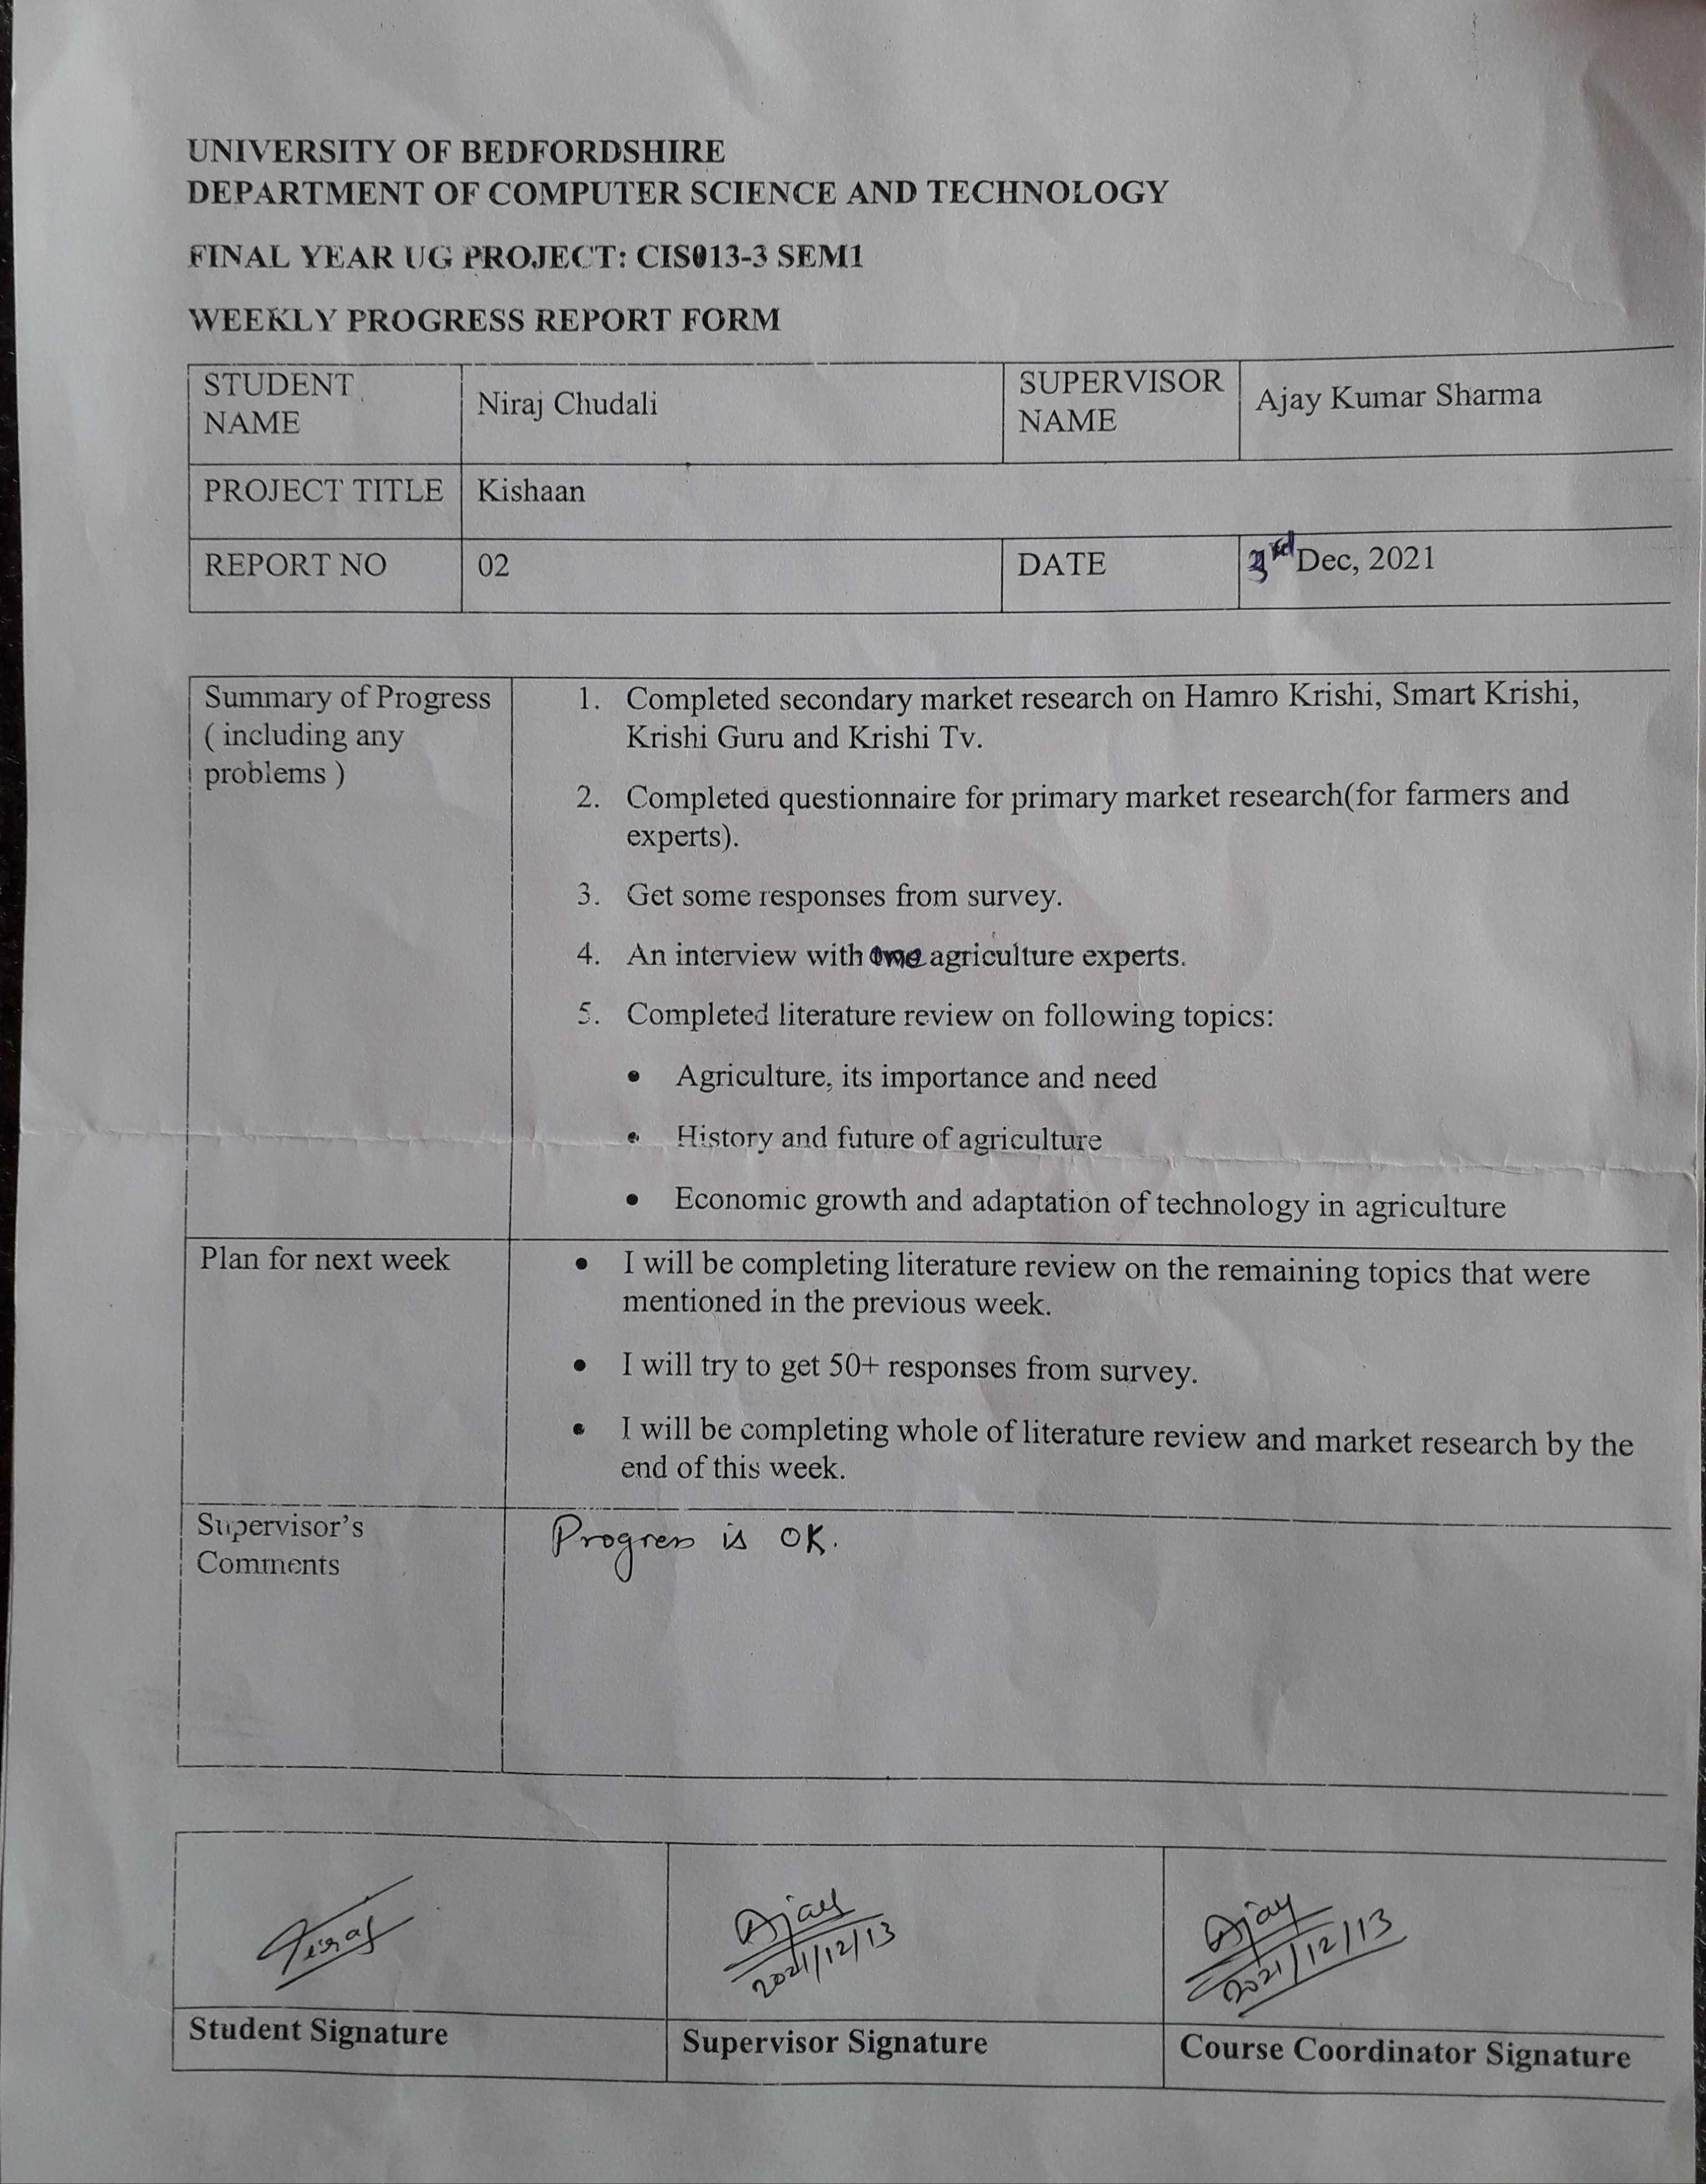 UNIVERSITY OF BEDFORDSHIRE
DEPARTMENT OF COMPUTER SCIENCE AND TECHNOLOGY
FINAL YEAR UG PROJECT: CIS013-3 SEM1
WEEKLY PROGRESS REPORT FORM
STUDENT NAME Niraj Chudali SUPERVISOR NAME Ajay Kumar Sharma
PROJECT TITLE Kishaan
REPORT NO 02 DATE 3rd Dec, 2021
Summary of Progress
( including any
problems )
1. Completed secondary market research on Hamro Krishi, Smart Krishi,
Krishi Guru and Krishi Tv.
2. Completed questionnaire for primary market research(for farmers and
experts).
3. Get some responses from survey.
4. An interview with one agriculture experts.
5. Completed literature review on following topics:
• Agriculture, its importance and need
• History and future of agriculture
• Economic growth and adaptation of technology in agriculture
Plan for next week
• I will be completing literature review on the remaining topics that were
mentioned in the previous week.
• I will try to get 50+ responses from survey.
• I will be completing whole of literature review and market research by the
end of this week.
Supervisor's
Comments
Progress is OK.
Ajay
2021/12/13
Ajay
2021/12/13
Student Signature
Supervisor Signature
Course Coordinator Signature